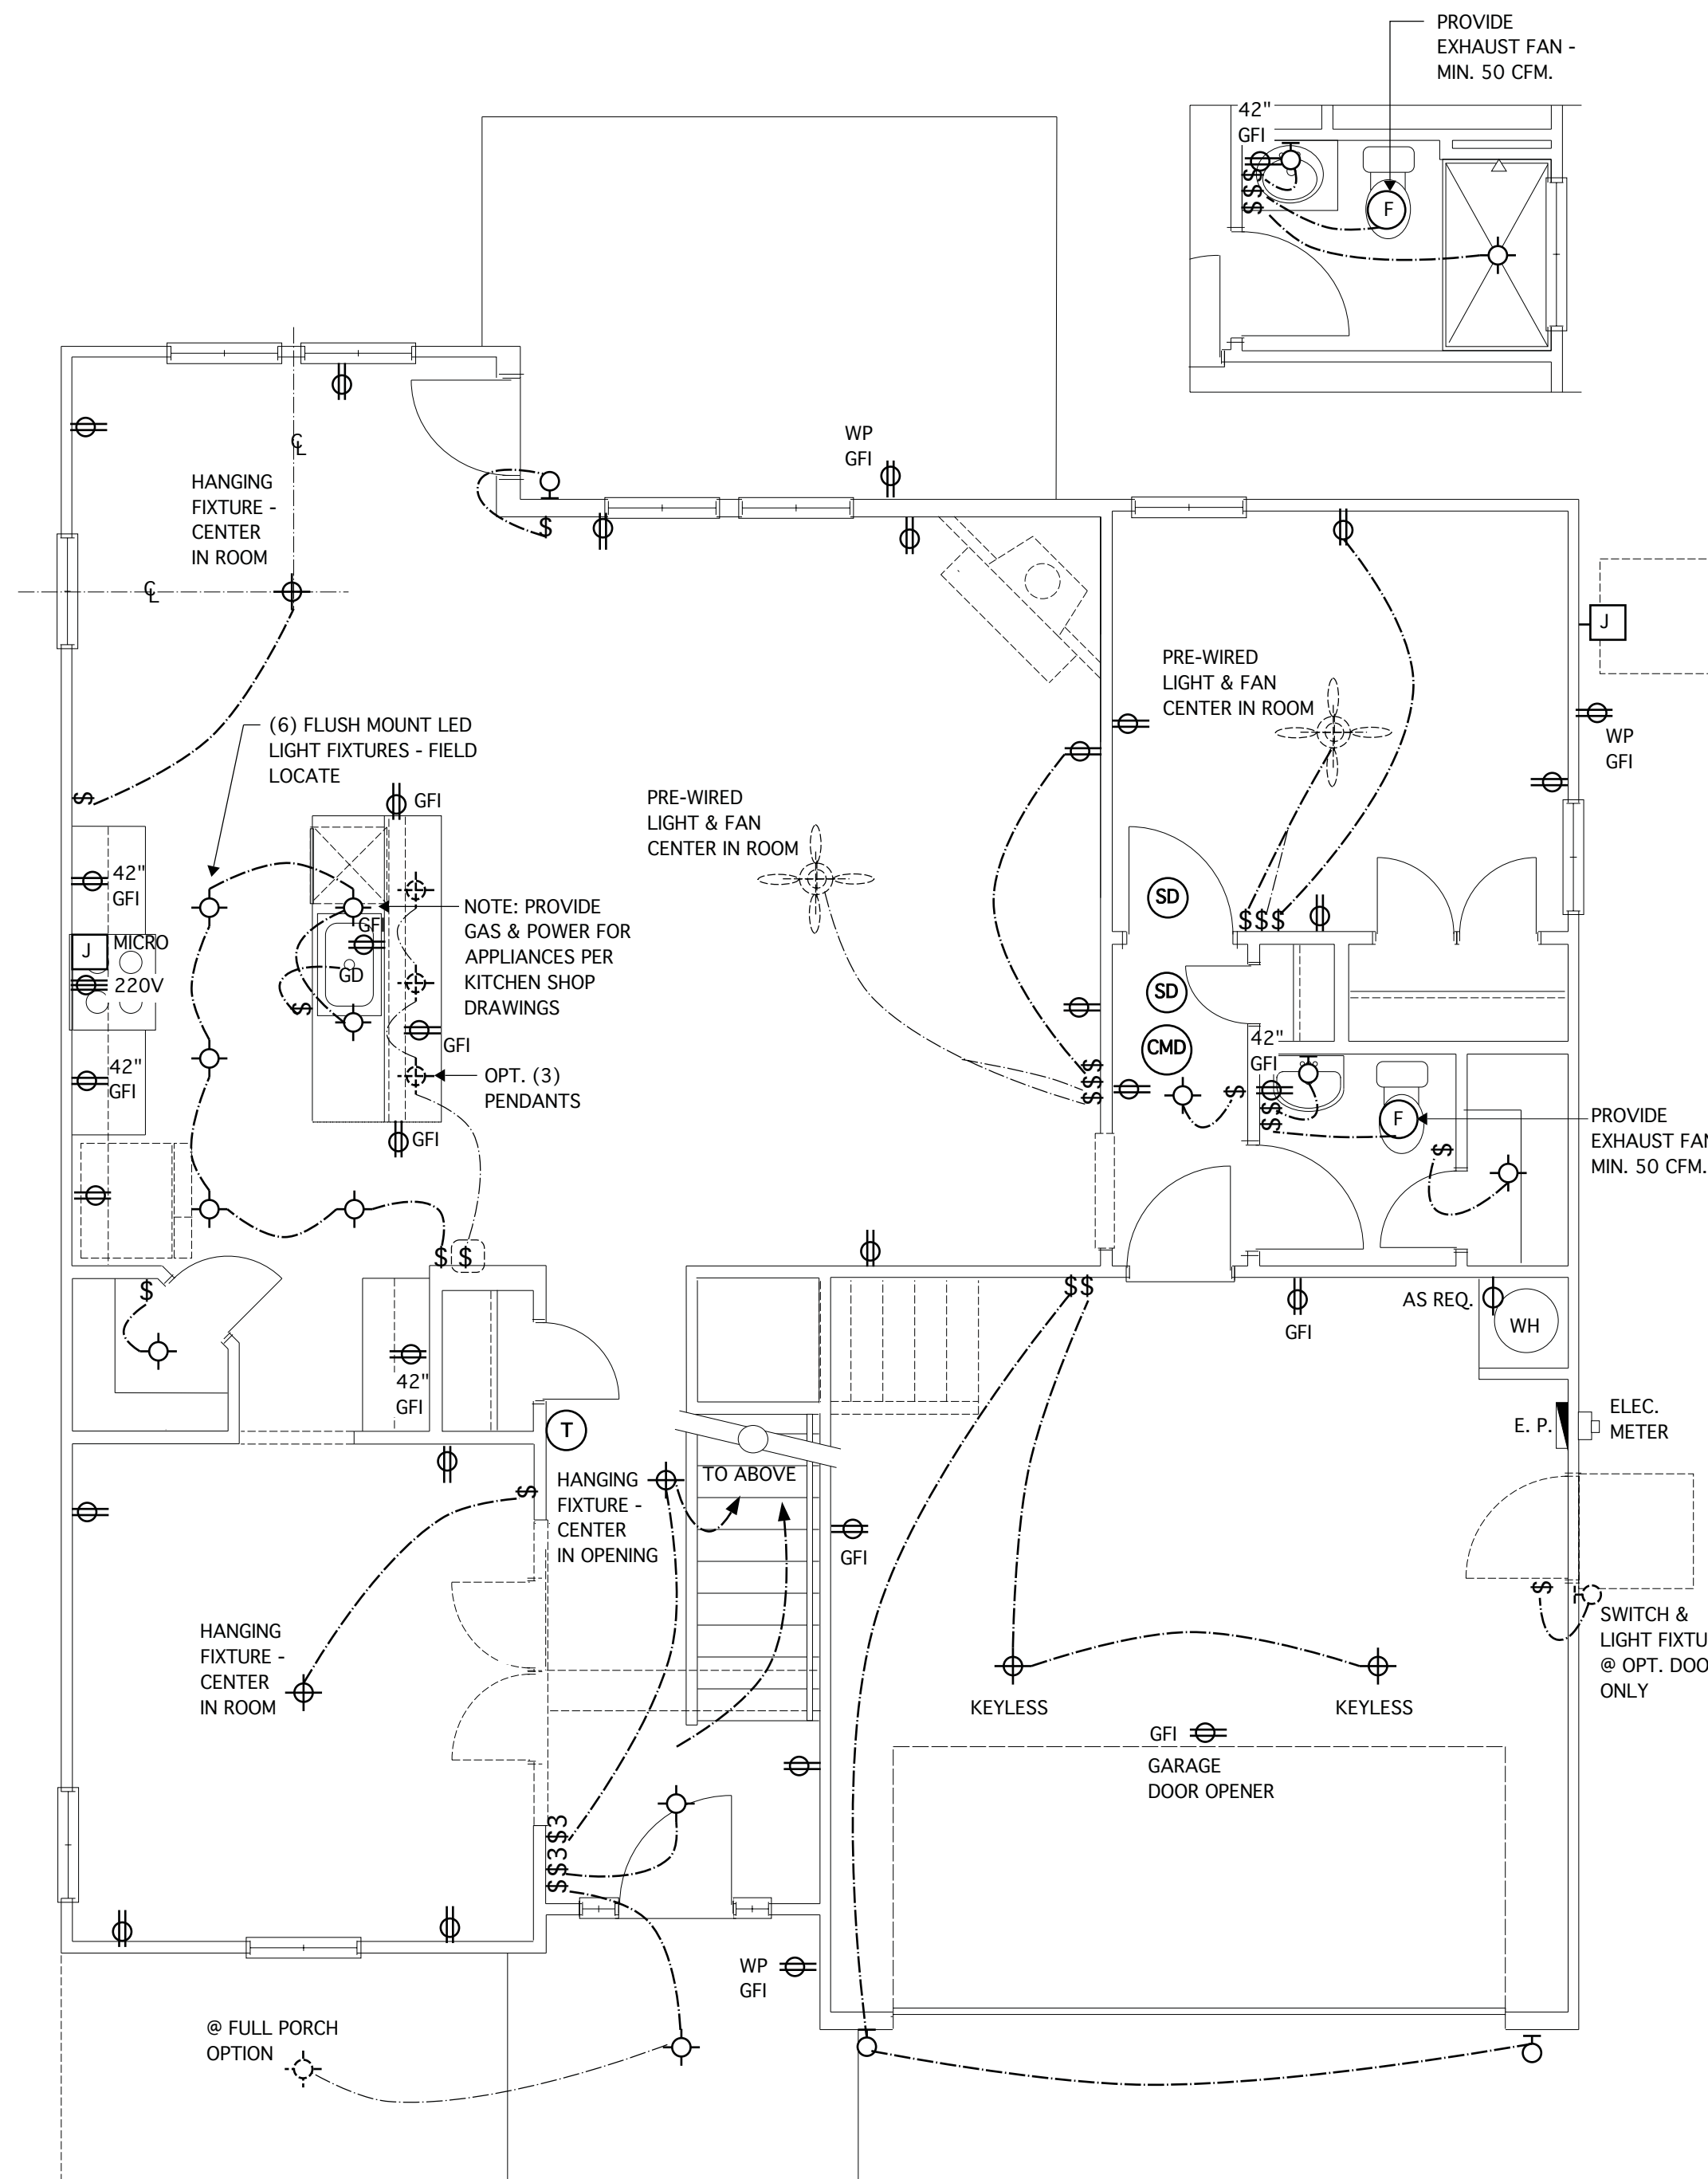 PROVIDE
EXHAUST FAN -
MIN. 50 CFM.
42"
GFI
$
$
$
F
℄
WP
GFI
HANGING
FIXTURE -
CENTER
IN ROOM
$
℄
J
PRE-WIRED
LIGHT & FAN
CENTER IN ROOM
WP
GFI
(6) FLUSH MOUNT LED
LIGHT FIXTURES - FIELD
LOCATE
$
GFI
PRE-WIRED
LIGHT & FAN
CENTER IN ROOM
42"
GFI
SD
NOTE: PROVIDE
GAS & POWER FOR
APPLIANCES PER
KITCHEN SHOP
DRAWINGS
GFI
$$$
J
MICRO
220V
GD
$
SD
GFI
CMD
42"
GFI
42"
GFI
OPT. (3)
PENDANTS
$
$
$
$
$
$
F
PROVIDE
EXHAUST FAN
MIN. 50 CFM.
GFI
$
$
$
$
$$
AS REQ.
GFI
WH
42"
GFI
T
E. P.
ELEC.
METER
HANGING
FIXTURE -
CENTER
IN OPENING
TO ABOVE
$
GFI
$
SWITCH &
LIGHT FIXTU
@ OPT. DOO
ONLY
HANGING
FIXTURE -
CENTER
IN ROOM
KEYLESS
KEYLESS
GFI
GARAGE
DOOR OPENER
$$3$$3
WP
GFI
@ FULL PORCH
OPTION